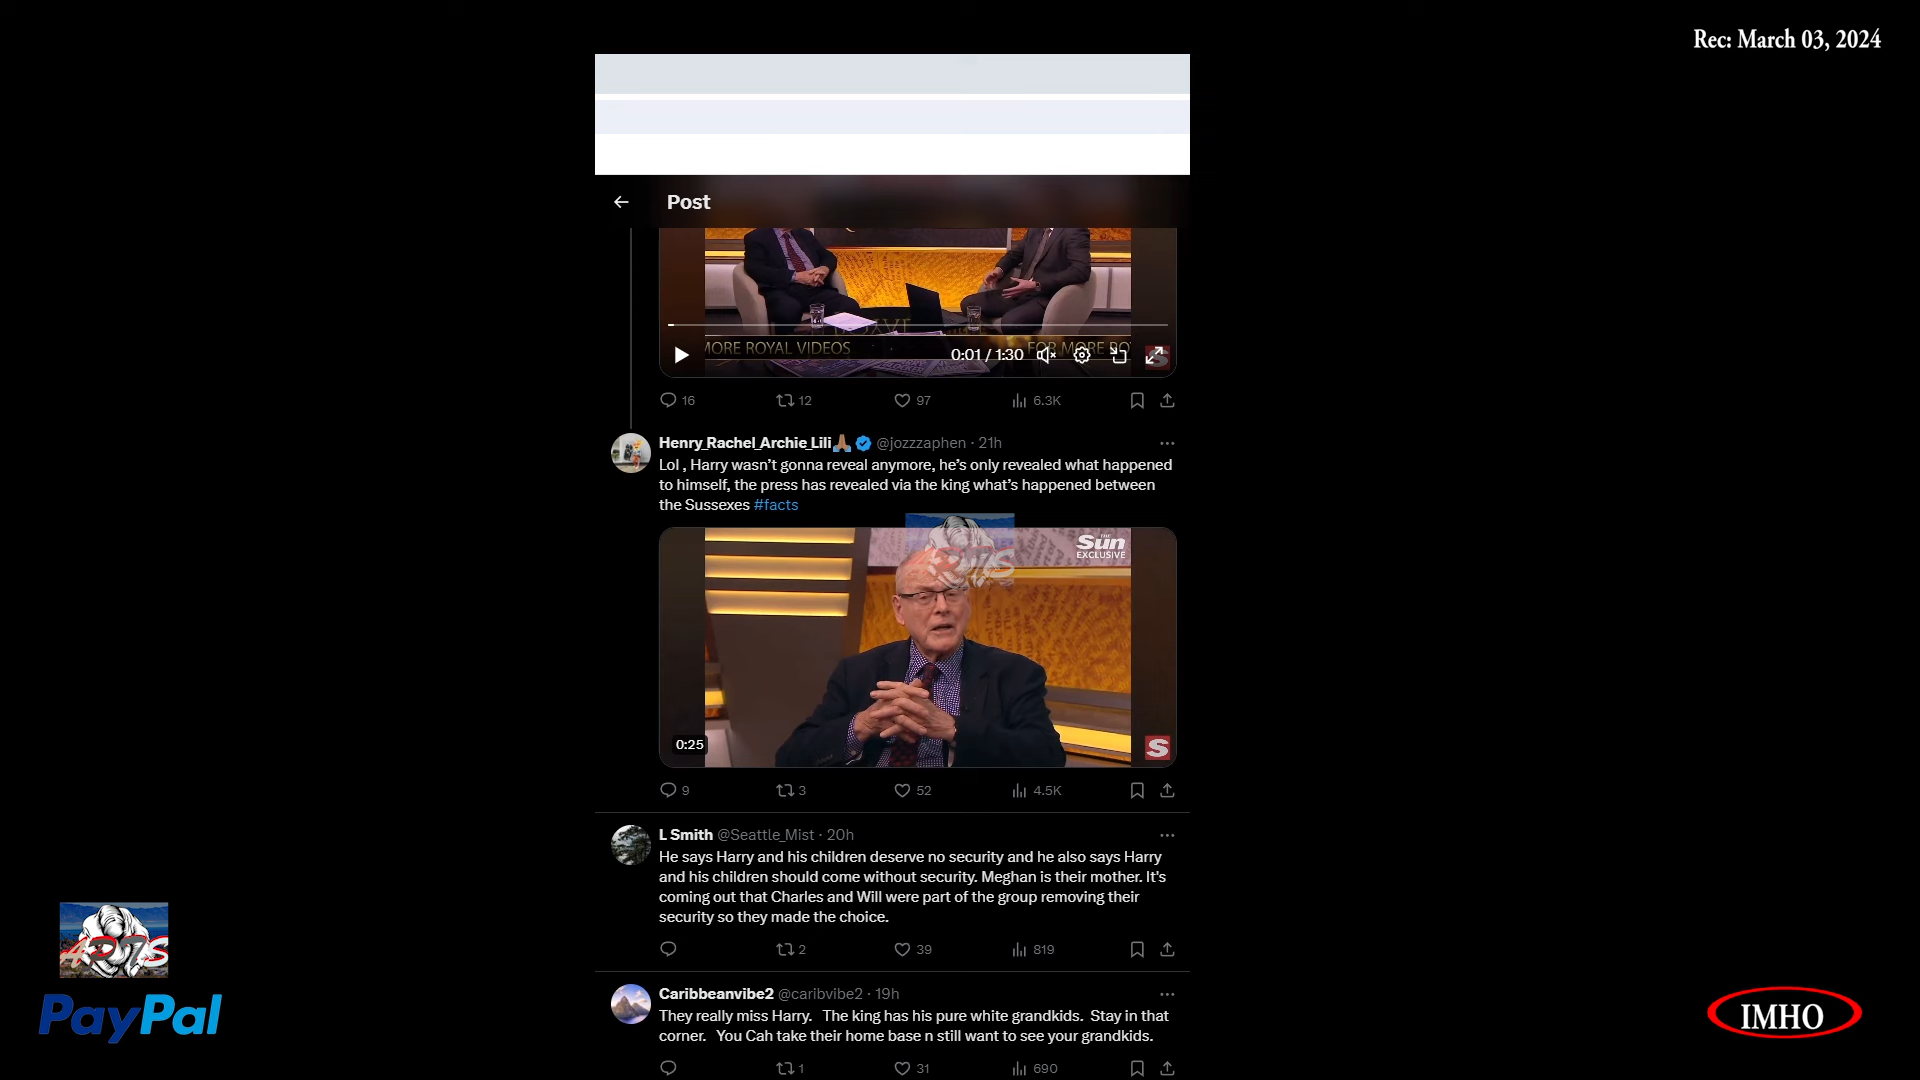 Rec: March 03, 2024
Post
MORE ROYAL VIDEOS
FOR MORE RO
0:01 / 1:30
S
16
12
97
6.3K
Henry_Rachel_Archie_Lili🙏🏾 @jozzzaphen · 21h
Lol , Harry wasn’t gonna reveal anymore, he’s only revealed what happened
to himself, the press has revealed via the king what’s happened between
the Sussexes #facts
THE
Sun
EXCLUSIVE
0:25
S
9
3
52
4.5K
L Smith @Seattle_Mist · 20h
He says Harry and his children deserve no security and he also says Harry
and his children should come without security. Meghan is their mother. It's
coming out that Charles and Will were part of the group removing their
security so they made the choice.
2
39
819
Caribbeanvibe2 @caribvibe2 · 19h
They really miss Harry.   The king has his pure white grandkids.  Stay in that
corner.   You Cah take their home base n still want to see your grandkids.
1
31
690
PayPal
IMHO